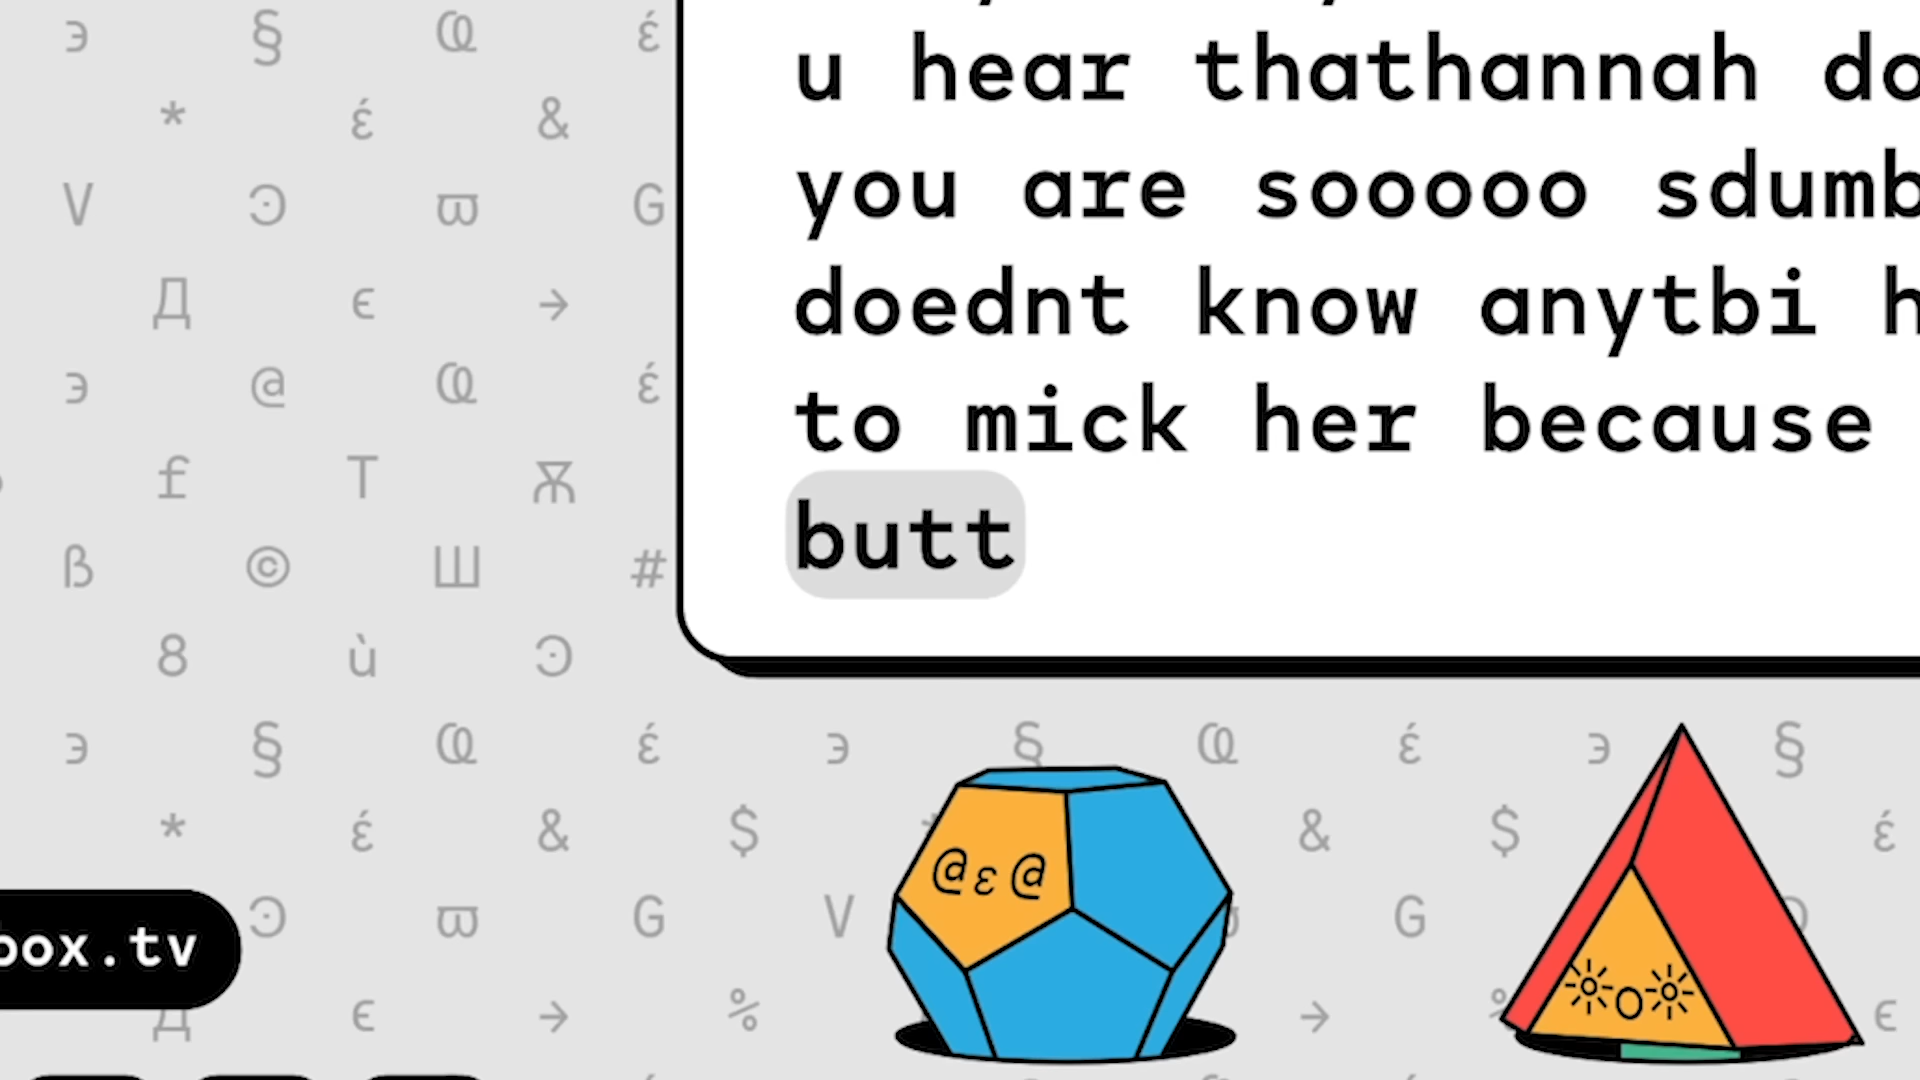 u hear thathannah do
you are sooooo sdumb
doednt know anytbi h
to mick her because
butt
box.tv
@ε@